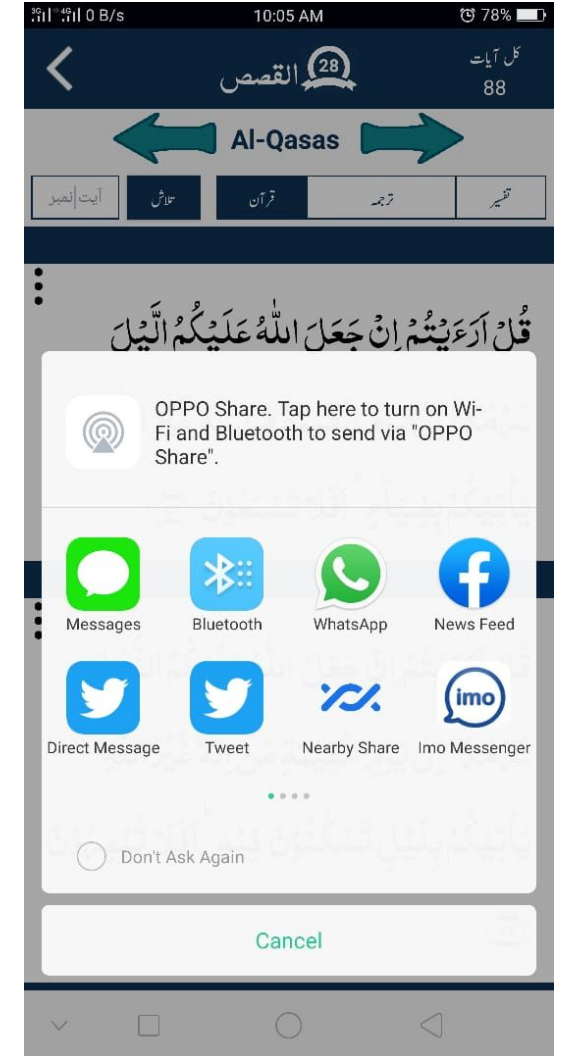 3G 4G 0 B/s 10:05 AM 78%
القصص 28 کل آیات
88
Al-Qasas
آیت نمبر تلاش قرآن ترجمہ تفسیر
قُلْ اَرَءَیْتُمْ اِنْ جَعَلَ اللّٰهُ عَلَیْكُمُ الَّیْلَ
OPPO Share. Tap here to turn on Wi-
Fi and Bluetooth to send via "OPPO
Share".
Messages Bluetooth WhatsApp News Feed
imo
Direct Message Tweet Nearby Share Imo Messenger
Don't Ask Again
Cancel